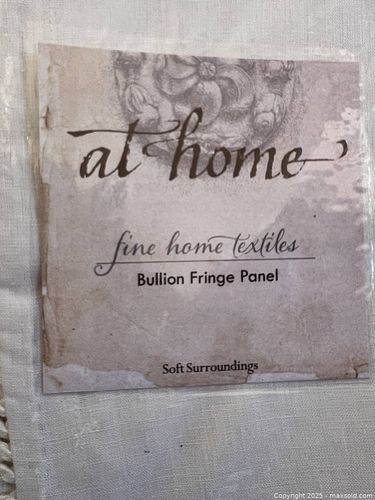 at home
fine home textiles
Bullion Fringe Panel
Soft Surroundings
Copyright 2025 - maxsold.com